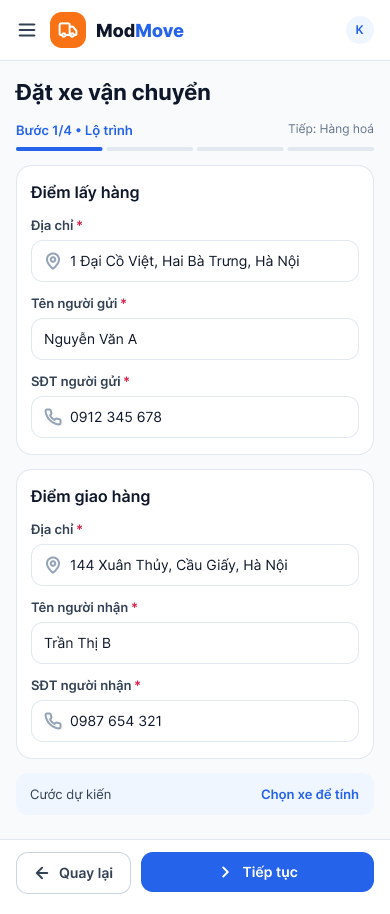 ModMove
K
Đặt xe vận chuyển
Bước 1/4 • Lộ trình
Tiếp: Hàng hoá
Điểm lấy hàng
Địa chỉ *
1 Đại Cồ Việt, Hai Bà Trưng, Hà Nội
Tên người gửi *
Nguyễn Văn A
SĐT người gửi *
0912 345 678
Điểm giao hàng
Địa chỉ *
144 Xuân Thủy, Cầu Giấy, Hà Nội
Tên người nhận *
Trần Thị B
SĐT người nhận *
0987 654 321
Cước dự kiến
Chọn xe để tính
Quay lại
Tiếp tục